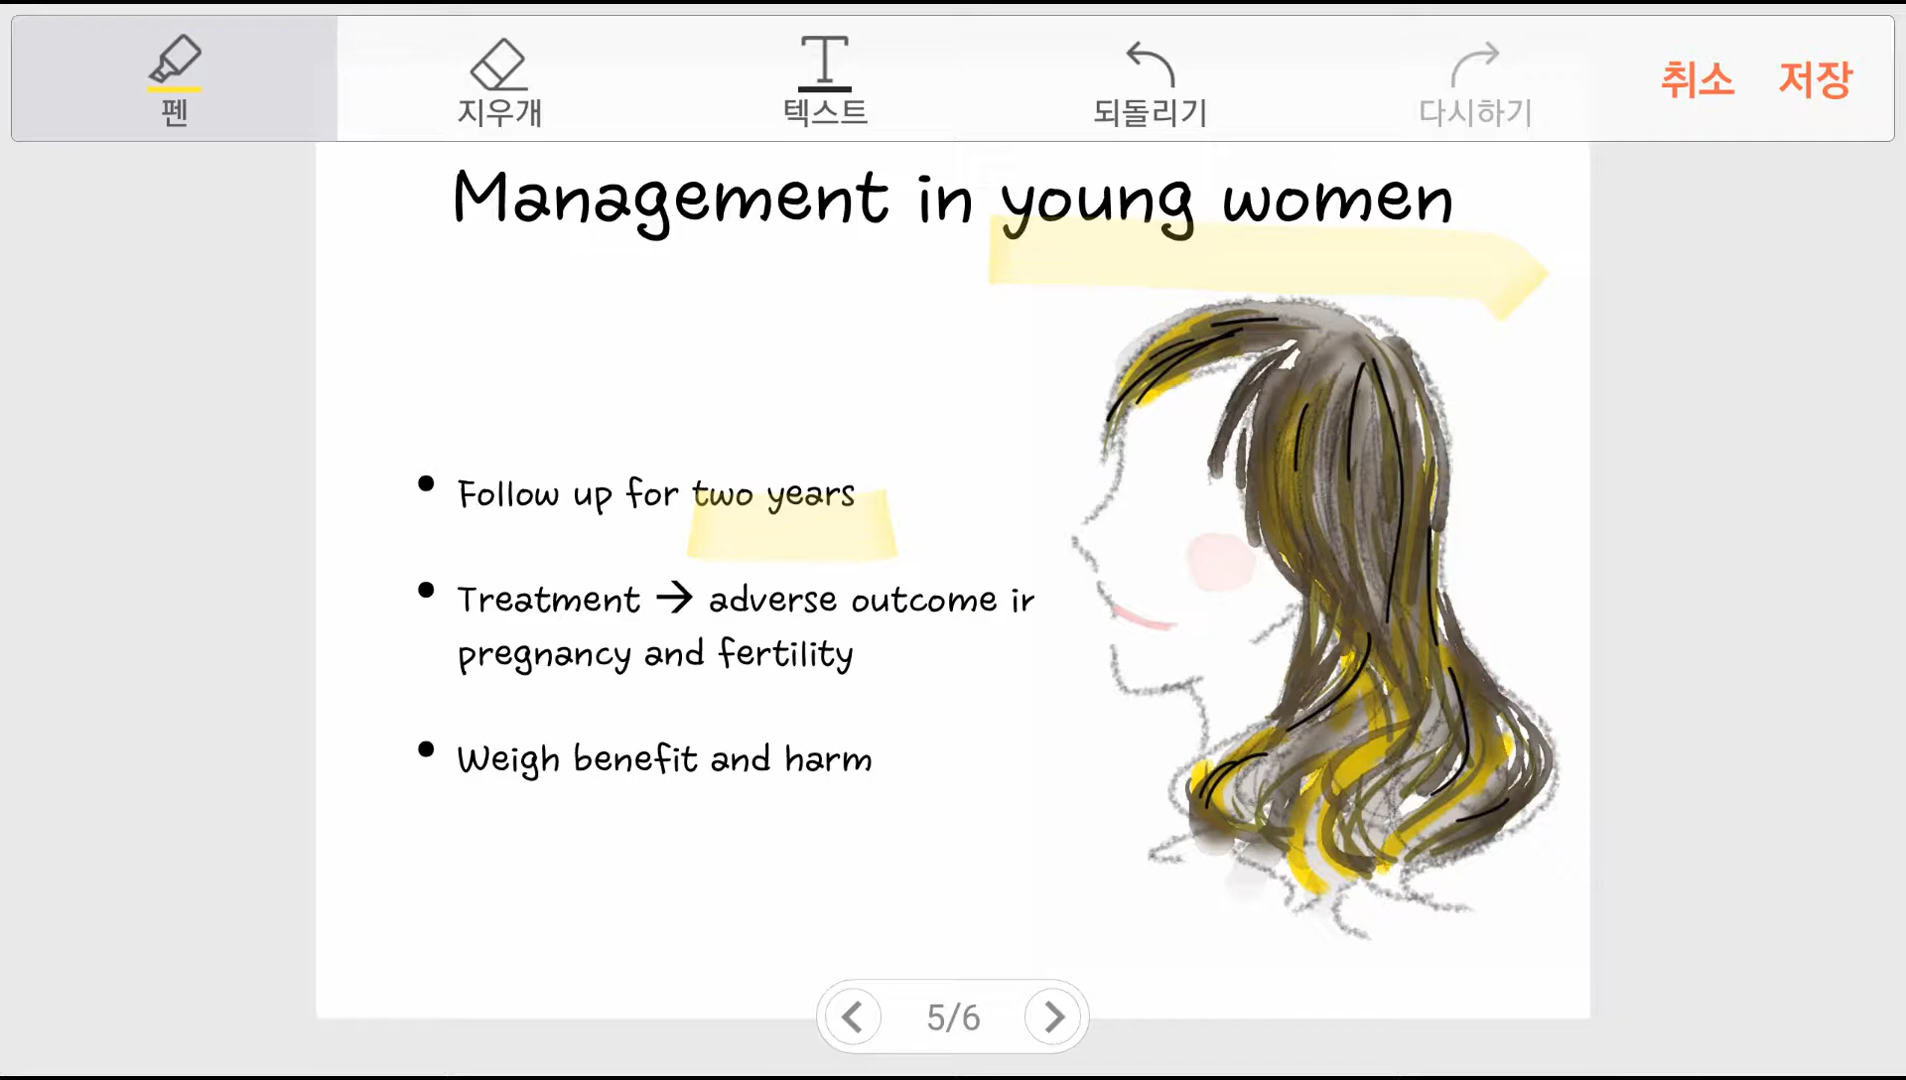 펜
지우개
텍스트
되돌리기
다시하기
취소
저장
Management in young women
• Follow up for two years
• Treatment → adverse outcome ir
pregnancy and fertility
• Weigh benefit and harm
5/6